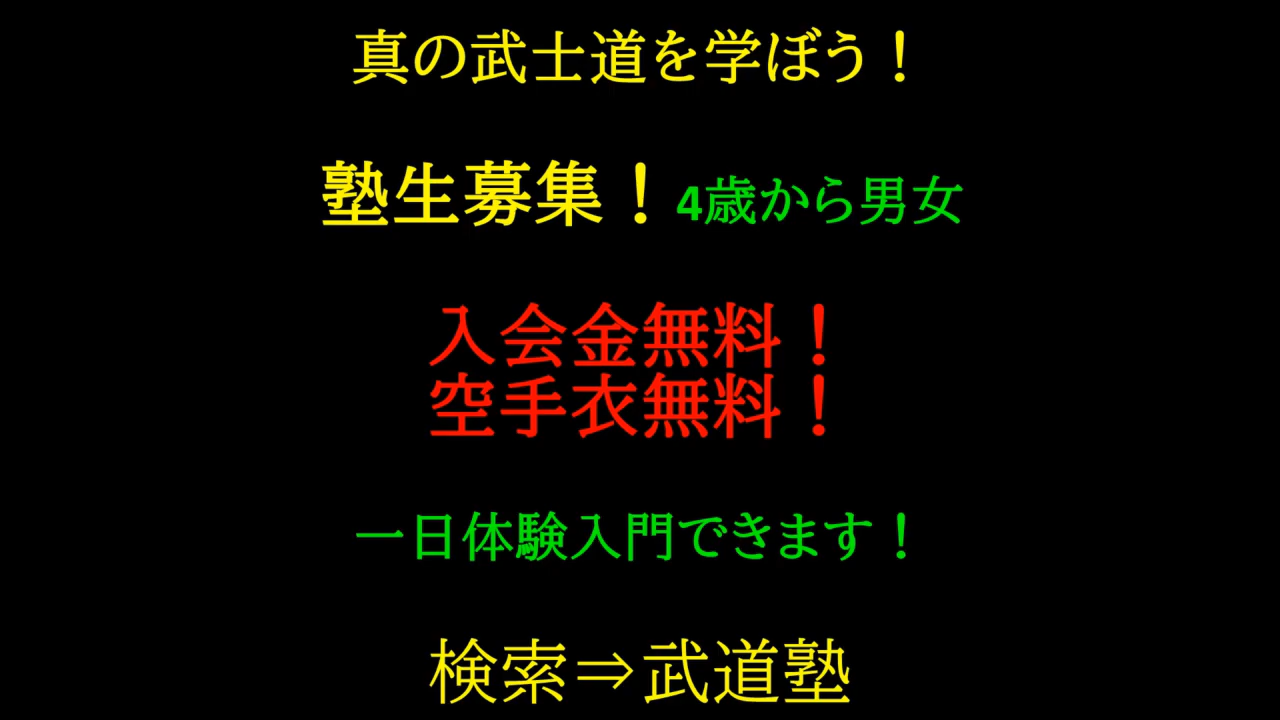 真の武士道を学ぼう！
塾生募集！4歳から男女
入会金無料！
空手衣無料！
一日体験入門できます！
検索⇒武道塾